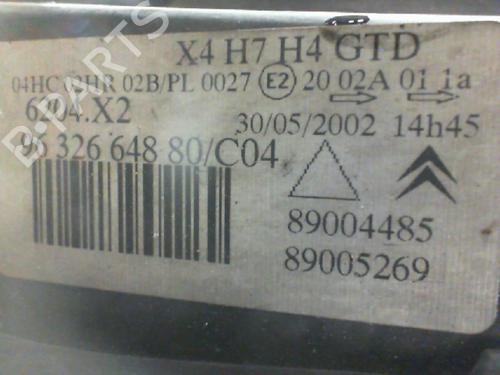 X4 H7 H4 GTD
04HC 02HR 02B/PL 0027 E2 20 02A 01 1a
6204.X2
30/05/2002 14h45
96 326 648 80/C04
89004485
89005269
B-PARTS